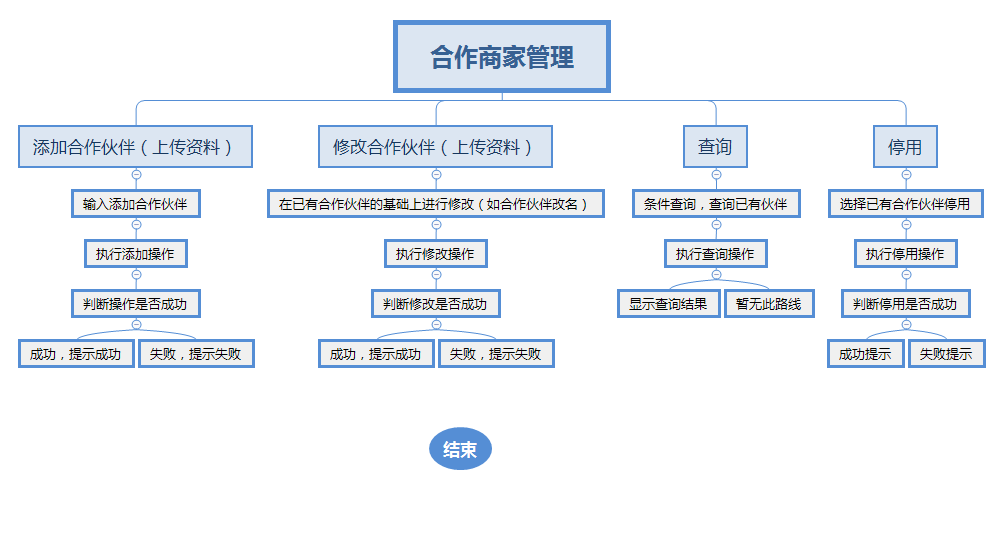 合作商家管理
添加合作伙伴（上传资料）
修改合作伙伴（上传资料）
查询
停用
输入添加合作伙伴
在已有合作伙伴的基础上进行修改（如合作伙伴改名）
条件查询，查询已有伙伴
选择已有合作伙伴停用
执行添加操作
执行修改操作
执行查询操作
执行停用操作
判断操作是否成功
判断修改是否成功
显示查询结果
暂无此路线
判断停用是否成功
成功，提示成功
失败，提示失败
成功，提示成功
失败，提示失败
成功提示
失败提示
结束